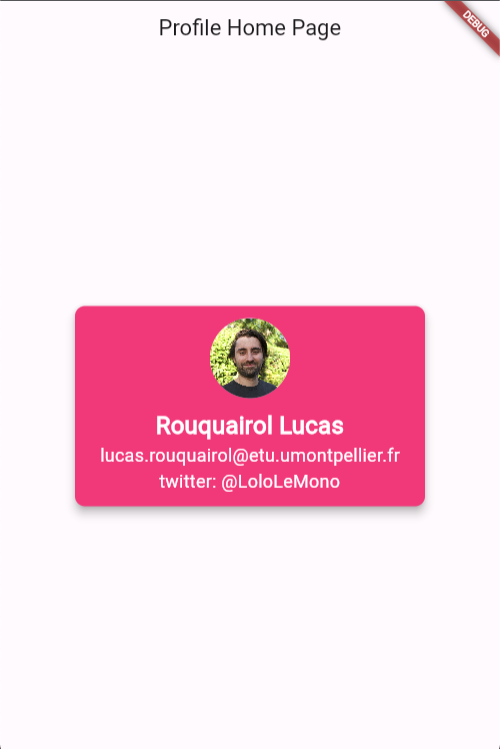 Profile Home Page
DEBUG
Rouquairol Lucas
lucas.rouquairol@etu.umontpellier.fr
twitter: @LoloLeMono